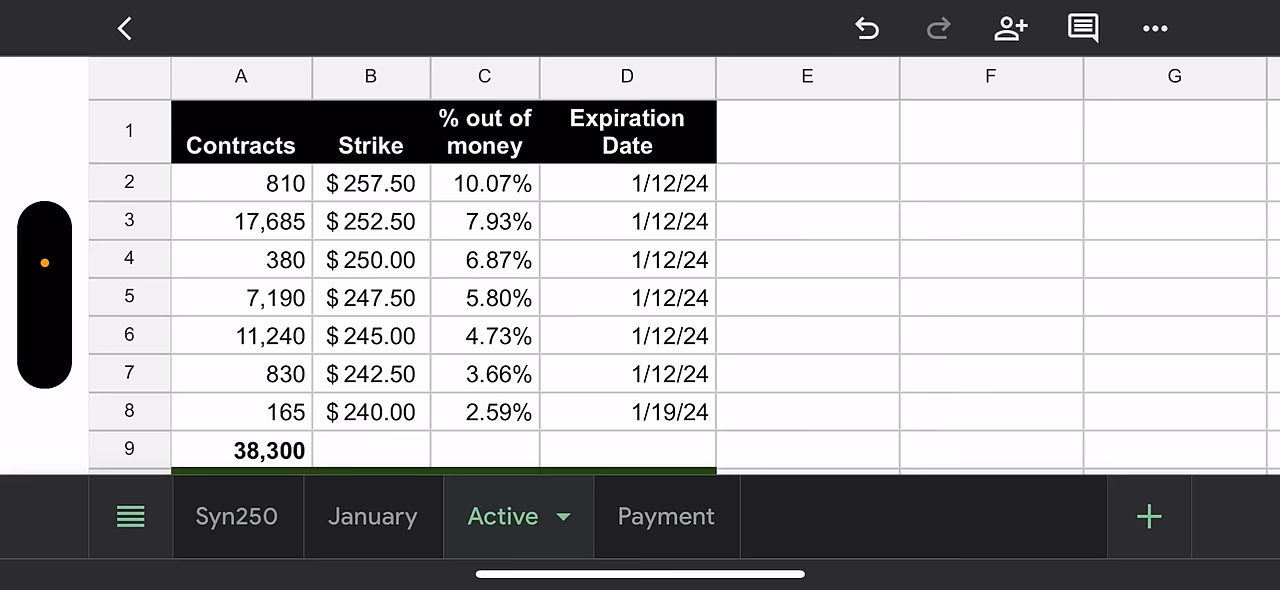 A B C D E F G
1 Contracts Strike % out of money Expiration Date
2 810 $ 257.50 10.07% 1/12/24
3 17,685 $ 252.50 7.93% 1/12/24
4 380 $ 250.00 6.87% 1/12/24
5 7,190 $ 247.50 5.80% 1/12/24
6 11,240 $ 245.00 4.73% 1/12/24
7 830 $ 242.50 3.66% 1/12/24
8 165 $ 240.00 2.59% 1/19/24
9 38,300
Syn250 January Active Payment